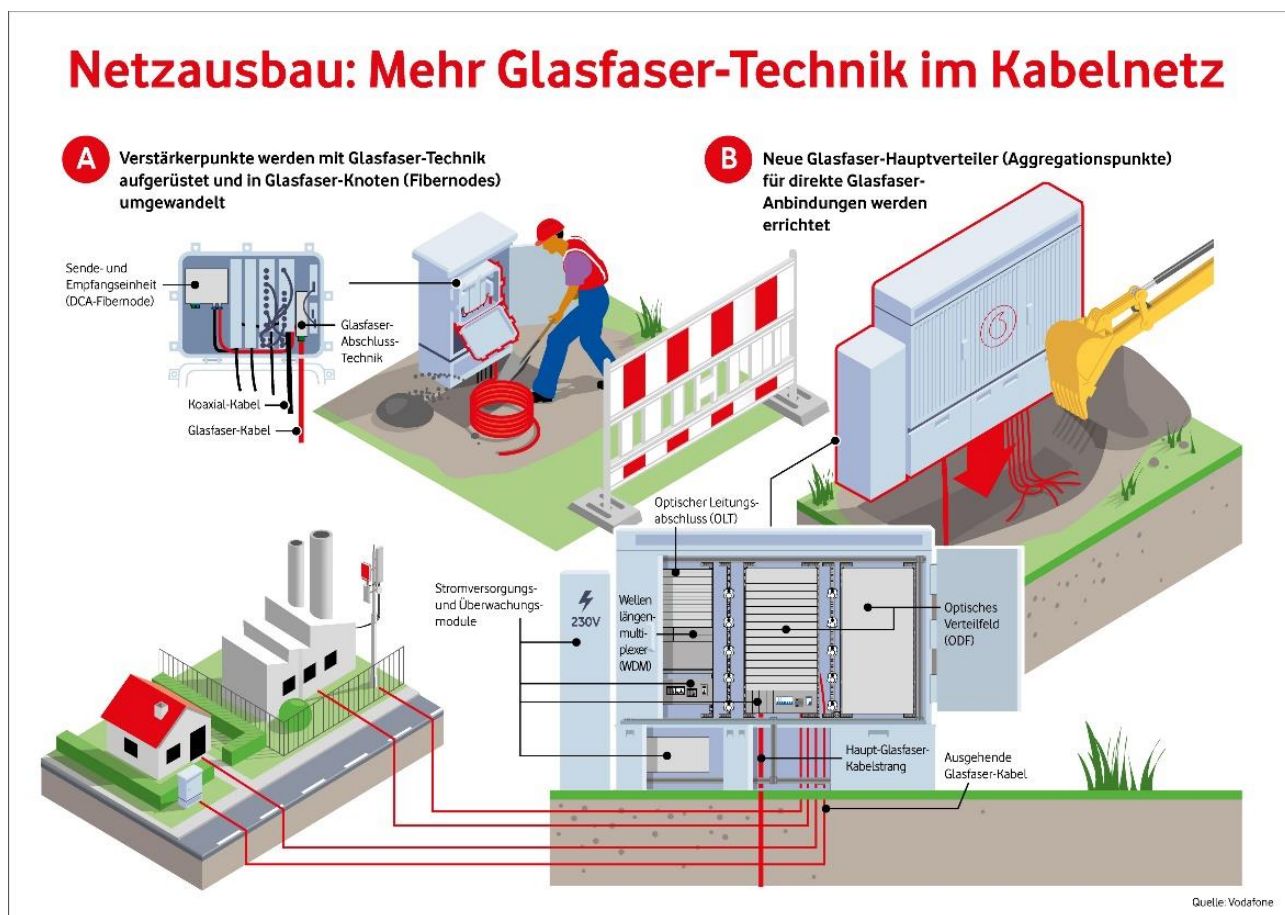 Netzausbau: Mehr Glasfaser-Technik im Kabelnetz
A
Verstärkerpunkte werden mit Glasfaser-Technik
aufgerüstet und in Glasfaser-Knoten (Fibernodes)
umgewandelt
B
Neue Glasfaser-Hauptverteiler (Aggregationspunkte)
für direkte Glasfaser-
Anbindungen werden
errichtet
Sende- und
Empfangseinheit
(DCA-Fibernode)
Glasfaser-
Abschluss-
Technik
Koaxial-Kabel
Glasfaser-Kabel
Optischer Leitungs-
abschluss (OLT)
Stromversorgungs-
und Überwachungs-
module
230V
Wellen
längen-
multi-
plexer
(WDM)
Optisches
Verteilfeld
(ODF)
Haupt-Glasfaser-
Kabelstrang
Ausgehende
Glasfaser-Kabel
Quelle: Vodafone